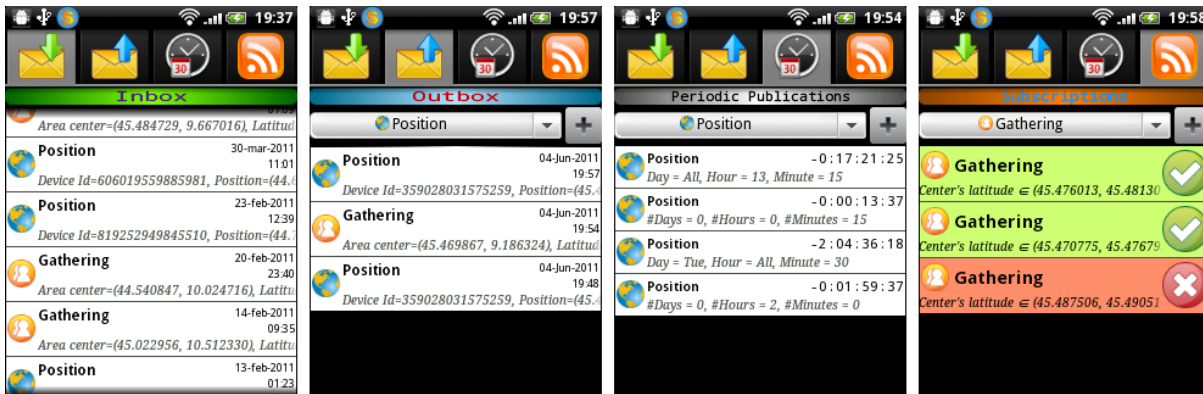 19:37
30
Inbox
Area center=(45.484729, 9.667016), Latitud
Position 30-mar-2011
11:01
Device Id=606019559885981, Position=(44.
Position 23-feb-2011
12:39
Device Id=819252949845510, Position=(44.
Gathering 20-feb-2011
23:40
Area center=(44.540847, 10.024716), Latitu
Gathering 14-feb-2011
09:35
Area center=(45.022956, 10.512330), Latitu
Position 13-feb-2011
01:23
19:57
30
Outbox
Position
Position 04-Jun-2011
19:57
Device Id=359028031575259, Position=(45.
Gathering 04-Jun-2011
19:54
Area center=(45.469867, 9.186324), Latitud
Position 04-Jun-2011
19:48
Device Id=359028031575259, Position=(45.
19:54
30
Periodic Publications
Position
Position -0:17:21:25
Day = All, Hour = 13, Minute = 15
Position -0:00:13:37
#Days = 0, #Hours = 0, #Minutes = 15
Position -2:04:36:18
Day = Tue, Hour = All, Minute = 30
Position -0:01:59:37
#Days = 0, #Hours = 2, #Minutes = 0
19:58
30
Subscriptions
Gathering
Gathering
Center's latitude ∈ (45.476013, 45.48130
Gathering
Center's latitude ∈ (45.470775, 45.47679
Gathering
Center's latitude ∈ (45.487506, 45.49051